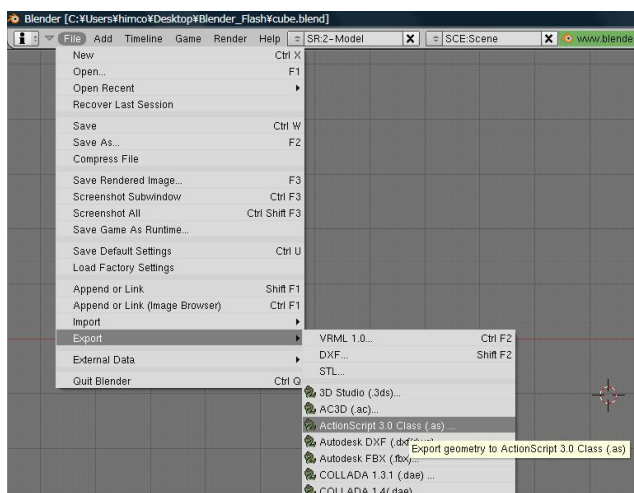 Blender [C:¥Users¥himco¥Desktop¥Blender_Flash¥cube.blend]
File Add Timeline Game Render Help SR:2-Model X SCE:Scene X www.blende
New Ctrl X
Open... F1
Open Recent
Recover Last Session
Save Ctrl W
Save As... F2
Compress File
Save Rendered Image... F3
Screenshot Subwindow Ctrl F3
Screenshot All Ctrl Shift F3
Save Game As Runtime...
Save Default Settings Ctrl U
Load Factory Settings
Append or Link Shift F1
Append or Link (Image Browser) Ctrl F1
Import
Export
External Data
Quit Blender Ctrl Q
VRML 1.0... Ctrl F2
DXF... Shift F2
STL...
3D Studio (.3ds)...
AC3D (.ac)...
ActionScript 3.0 Class (.as) ...
Autodesk DXF
Export geometry to ActionScript 3.0 Class (.as)
Autodesk FBX (.fbx)...
COLLADA 1.3.1 (.dae) ...
COLLADA 1.4(.dae)